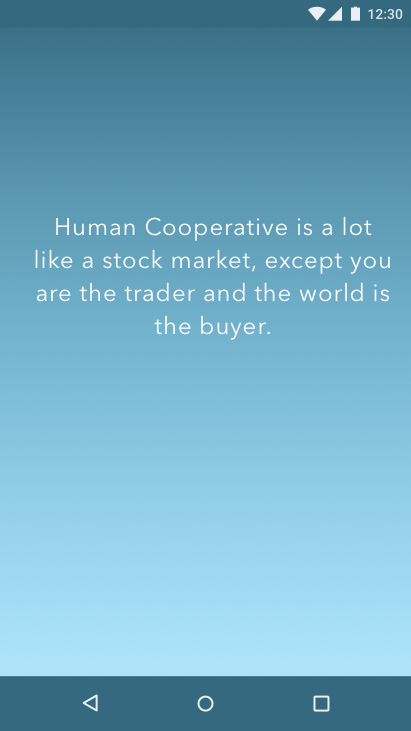 12:30
Human Cooperative is a lot
like a stock market, except you
are the trader and the world is
the buyer.